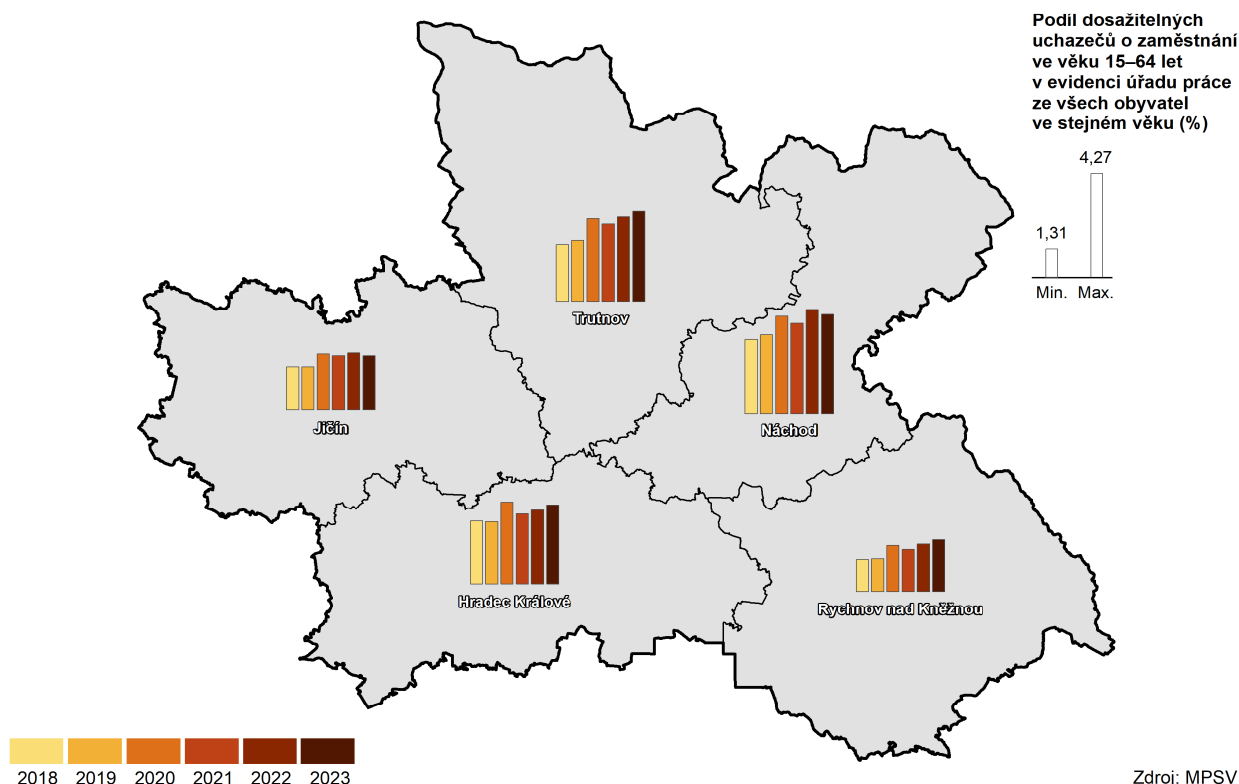 Podíl dosažitelných
uchazečů o zaměstnání
ve věku 15–64 let
v evidenci úřadu práce
ze všech obyvatel
ve stejném věku (%)
4,27
1,31
Min. Max.
Trutnov
Jičín
Náchod
Hradec Králové
Rychnov nad Kněžnou
2018 2019 2020 2021 2022 2023
Zdroj: MPSV